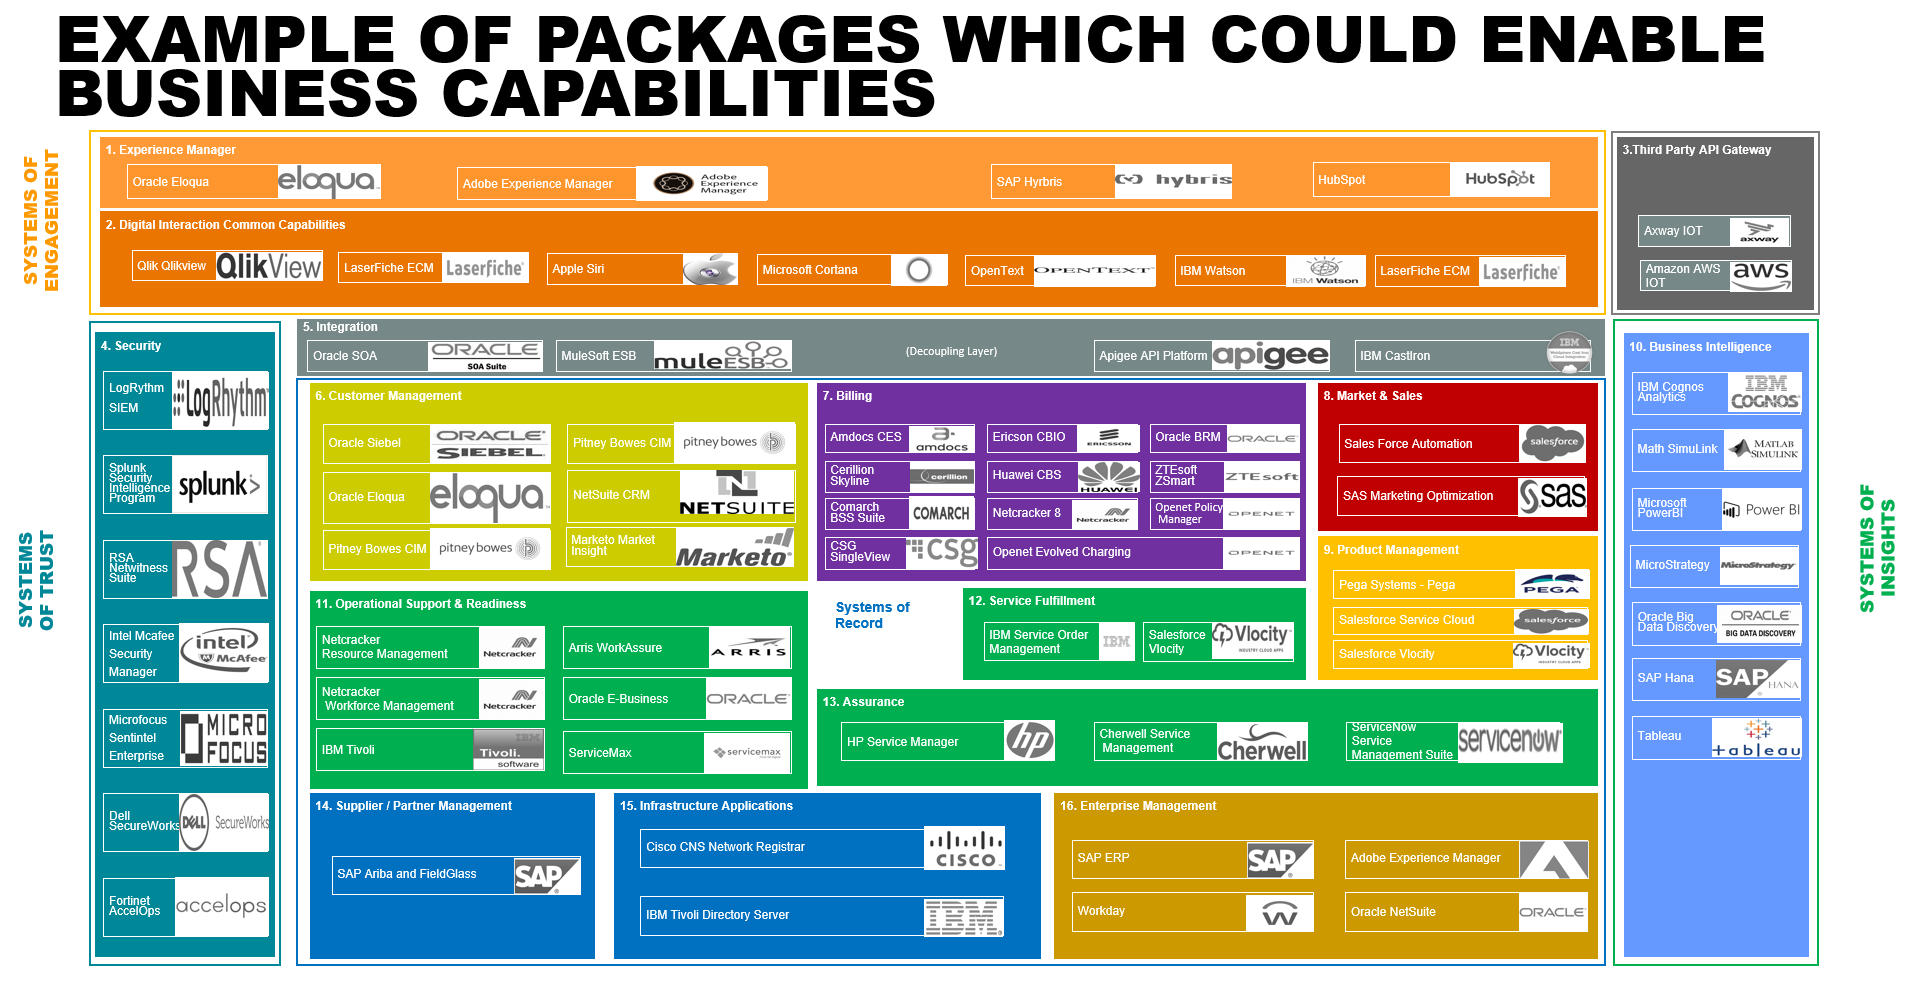 EXAMPLE OF PACKAGES WHICH COULD ENABLE
BUSINESS CAPABILITIES
SYSTEMS OF
ENGAGEMENT
1. Experience Manager
Oracle Eloqua
eloqua
Adobe Experience Manager
Adobe
Experience
Manager
SAP Hyrbris
hybris
HubSpot
HubSpot
2. Digital Interaction Common Capabilities
Qlik Qlikview
QlikView
LaserFiche ECM
Laserfiche
Apple Siri
Microsoft Cortana
OpenText
OPENTEXT
IBM Watson
IBM Watson
LaserFiche ECM
Laserfiche
3.Third Party API Gateway
Axway IOT
axway
Amazon AWS
IOT
aws
SYSTEMS
OF TRUST
4. Security
LogRythm
SIEM
LogRhythm
Splunk
Security
Intelligence
Program
splunk>
RSA
Netwitness
Suite
RSA
Intel Mcafee
Security
Manager
intel
McAfee
Microfocus
Sentintel
Enterprise
MICRO
FOCUS
Dell
SecureWorks
DELL
SecureWorks
Fortinet
AccelOps
accelops
5. Integration
Oracle SOA
ORACLE
SOA Suite
MuleSoft ESB
mule ESB
(Decoupling Layer)
Apigee API Platform
apigee
IBM CastIron
IBM
6. Customer Management
Oracle Siebel
ORACLE
SIEBEL
Pitney Bowes CIM
pitney bowes
Oracle Eloqua
eloqua
NetSuite CRM
N
NETSUITE
Pitney Bowes CIM
pitney bowes
Marketo Market
Insight
Marketo
7. Billing
Amdocs CES
amdocs
Ericson CBIO
ERICSSON
Oracle BRM
ORACLE
Cerillion
Skyline
cerillion
Huawei CBS
HUAWEI
ZTEsoft
ZSmart
ZTEsoft
Comarch
BSS Suite
COMARCH
Netcracker 8
Netcracker
Openet Policy
Manager
OPENET
CSG
SingleView
csg
Openet Evolved Charging
OPENET
8. Market & Sales
Sales Force Automation
salesforce
SAS Marketing Optimization
sas
9. Product Management
Pega Systems - Pega
PEGA
Salesforce Service Cloud
salesforce
Salesforce Vlocity
Vlocity
INDUSTRY CLOUD APPS
SYSTEMS OF
INSIGHTS
10. Business Intelligence
IBM Cognos
Analytics
IBM
COGNOS
Math SimuLink
MATLAB
SIMULINK
Microsoft
PowerBI
Power BI
MicroStrategy
MicroStrategy
Oracle Big
Data Discovery
ORACLE
BIG DATA DISCOVERY
SAP Hana
SAP HANA
Tableau
tableau
11. Operational Support & Readiness
Netcracker
Resource Management
Netcracker
Arris WorkAssure
ARRIS
Netcracker
Workforce Management
Netcracker
Oracle E-Business
ORACLE
IBM Tivoli
IBM
Tivoli.
software
ServiceMax
servicemax
Systems of
Record
12. Service Fulfillment
IBM Service Order
Management
IBM
Salesforce
Vlocity
Vlocity
INDUSTRY CLOUD APPS
13. Assurance
HP Service Manager
hp
Cherwell Service
Management
Cherwell
ServiceNow
Service
Management Suite
servicenow
14. Supplier / Partner Management
SAP Ariba and FieldGlass
SAP
15. Infrastructure Applications
Cisco CNS Network Registrar
CISCO
IBM Tivoli Directory Server
IBM
16. Enterprise Management
SAP ERP
SAP
Adobe Experience Manager
Workday
Oracle NetSuite
ORACLE